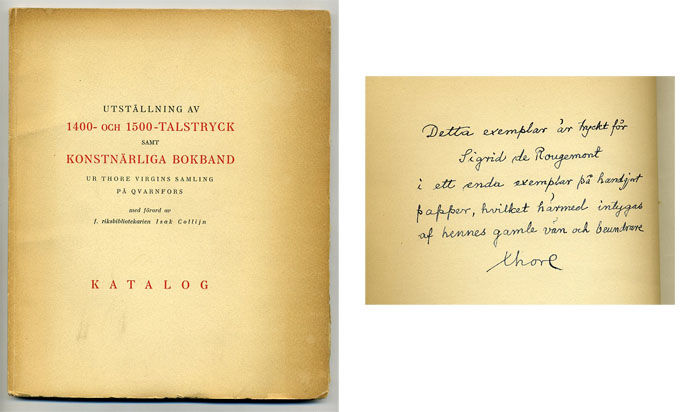 UTSTÄLLNING AV
1400- OCH 1500-TALSTRYCK
SAMT
KONSTNÄRLIGA BOKBAND
UR THORE VIRGINS SAMLING
PÅ QVARNFORS
med förord av
f. riksbibliotekarien Isak Collijn
KATALOG
Detta exemplar är tryckt för
Sigrid de Rougemont
i ett enda exemplar på handgjort
papper, hvilket härmed intygas
af hennes gamle vän och beundrare
Thore